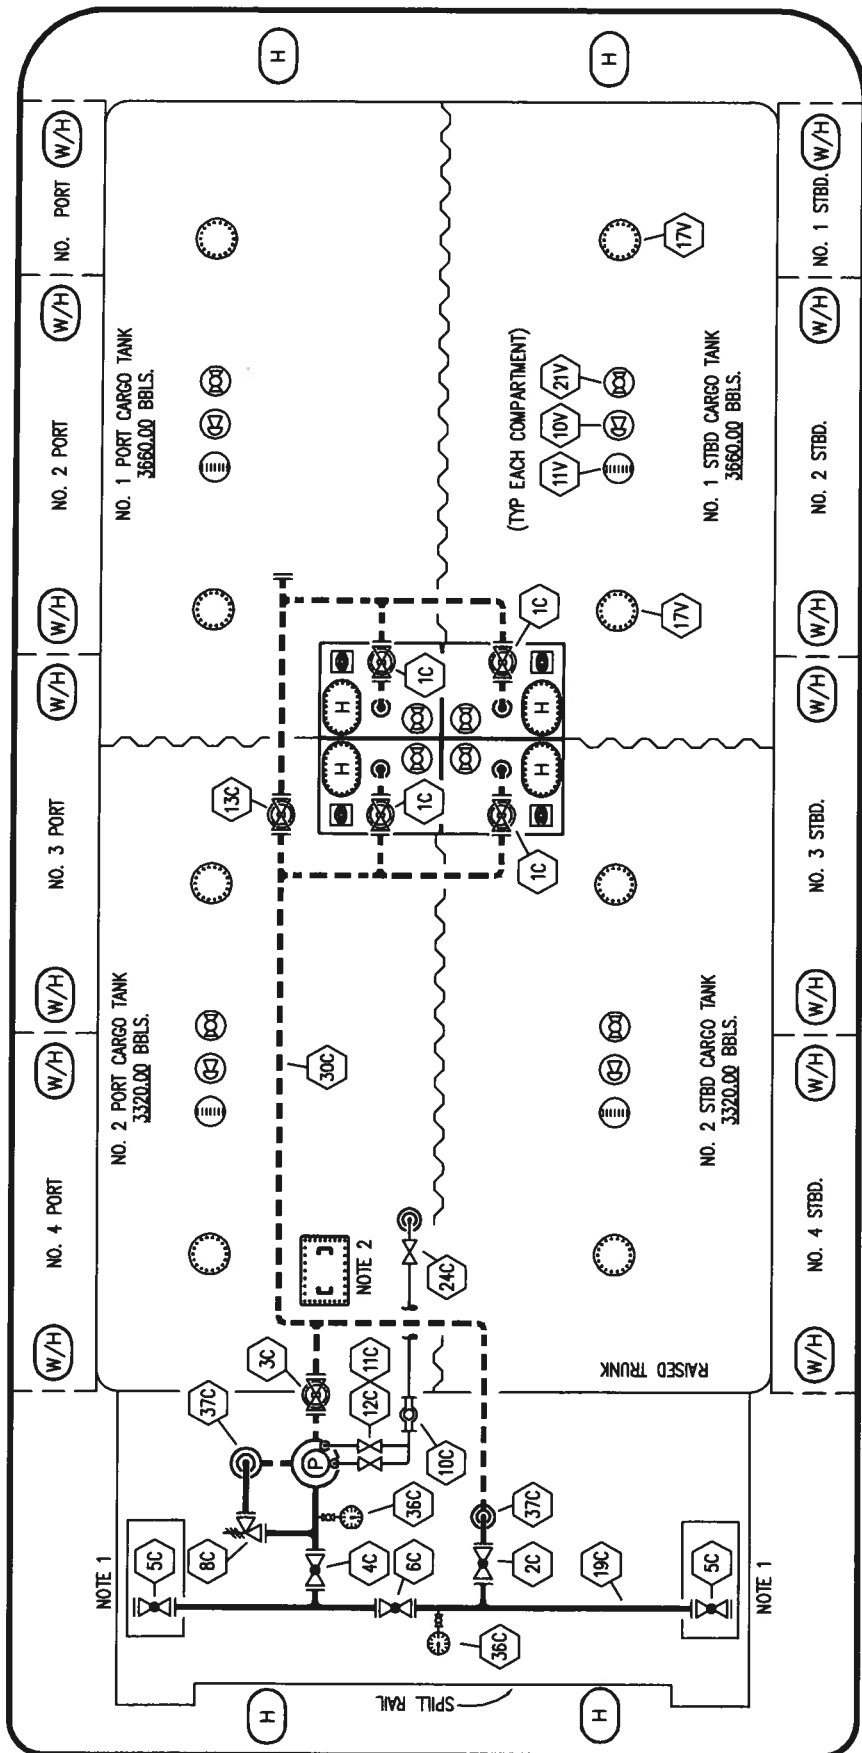 W/H
NO. 4 PORT
W/H
W/H
NO. 3 PORT
W/H
W/H
NO. 2 PORT
W/H
NO. PORT
W/H
NOTE 1
NO. 2 PORT CARGO TANK
3320.00 BBLS.
NO. 1 PORT CARGO TANK
3660.00 BBLS.
5C
8C
37C
13C
H
H
3C
30C
H
H
NOTE 2
4C
36C
12C
11C
1C
1C
6C
10C
24C
SPILL RAIL
36C
2C
37C
1C
1C
H
H
(TYP EACH COMPARTMENT)
11V
10V
21V
H
19C
H
RAISED TRUNK
17V
17V
5C
NO. 2 STBD CARGO TANK
3320.00 BBLS.
NO. 1 STBD CARGO TANK
3660.00 BBLS.
NOTE 1
W/H
NO. 4 STBD.
W/H
W/H
NO. 3 STBD.
W/H
W/H
NO. 2 STBD.
W/H
NO. 1 STBD.
W/H